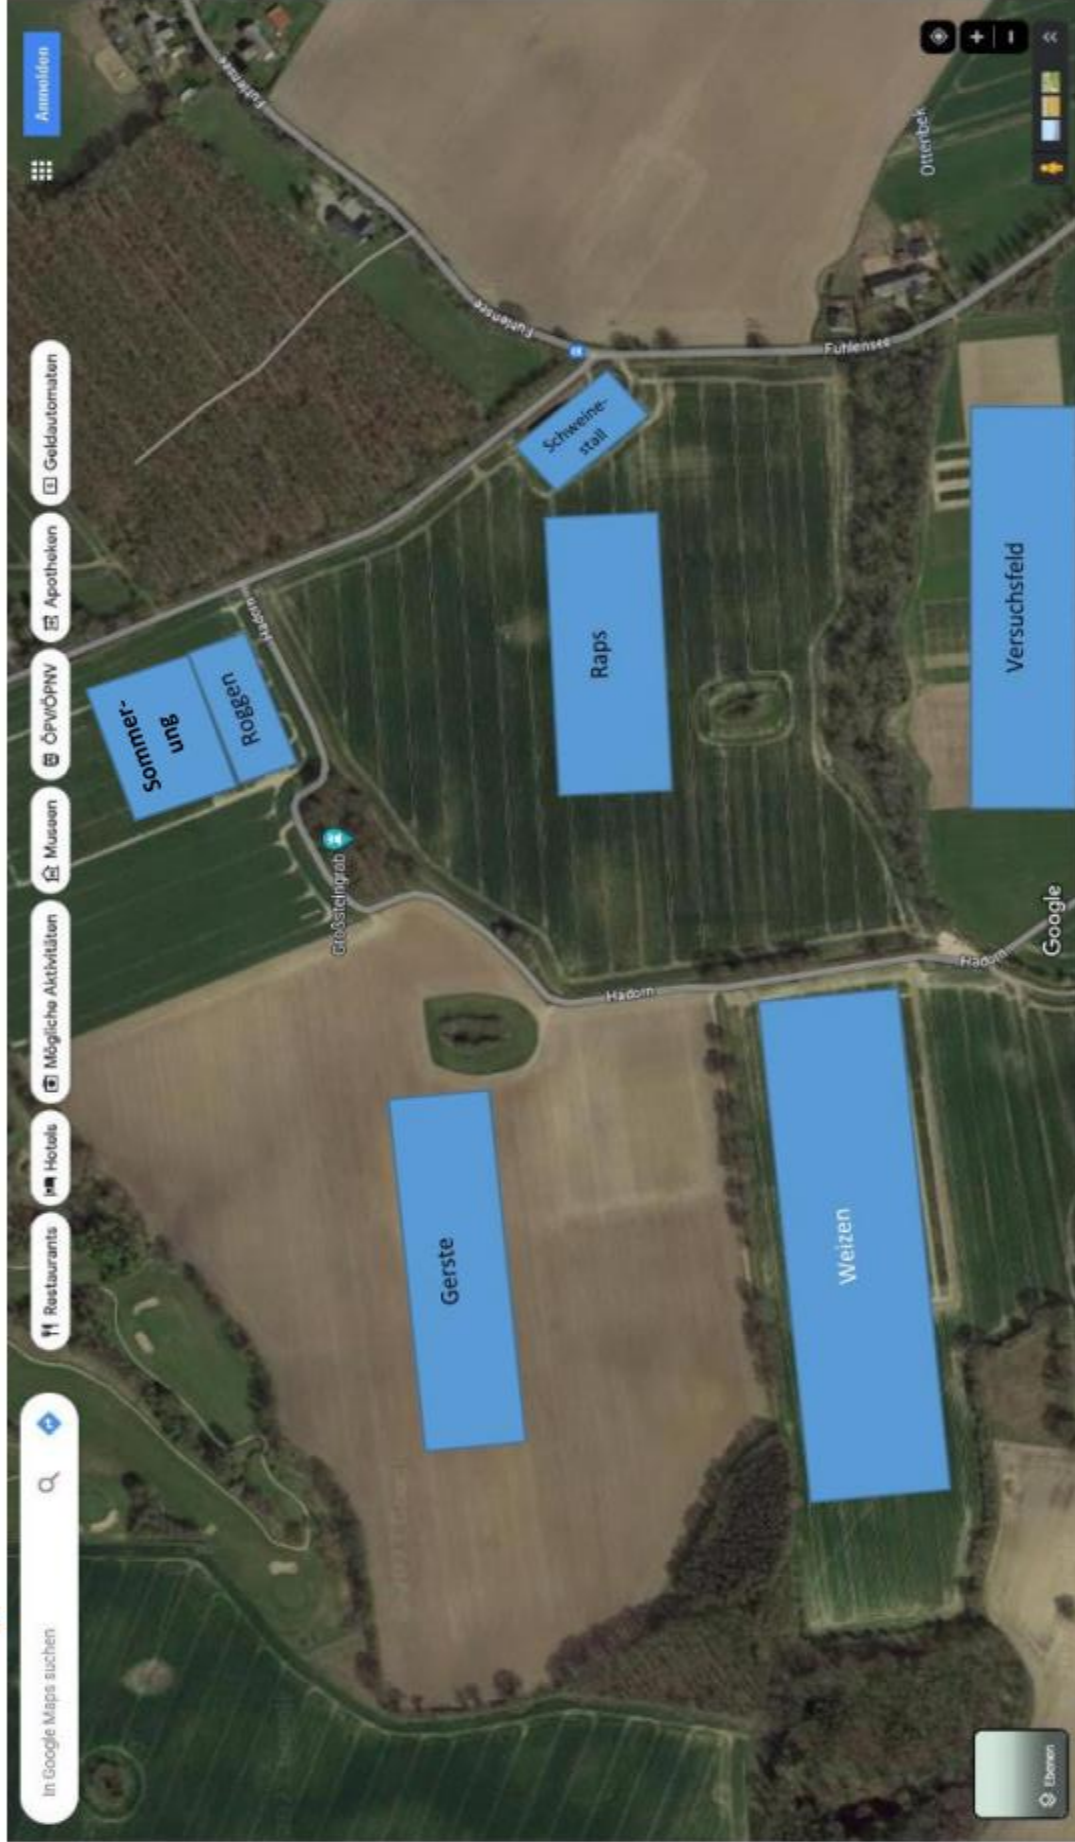 In Google Maps suchen
Restaurants
Hotels
Mögliche Aktivitäten
Museen
ÖPV/ÖPNV
Apotheken
Geldautomaten
Anmelden
Fuhlensee
Sommer-
ung
Roggen
Hadorn
Großsteingrab
Fuhlensee
Schweine-
stall
Gerste
Raps
Hadorn
Fuhlensee
Weizen
Ottenbek
Versuchsfeld
Hadorn
Ebenen
Google